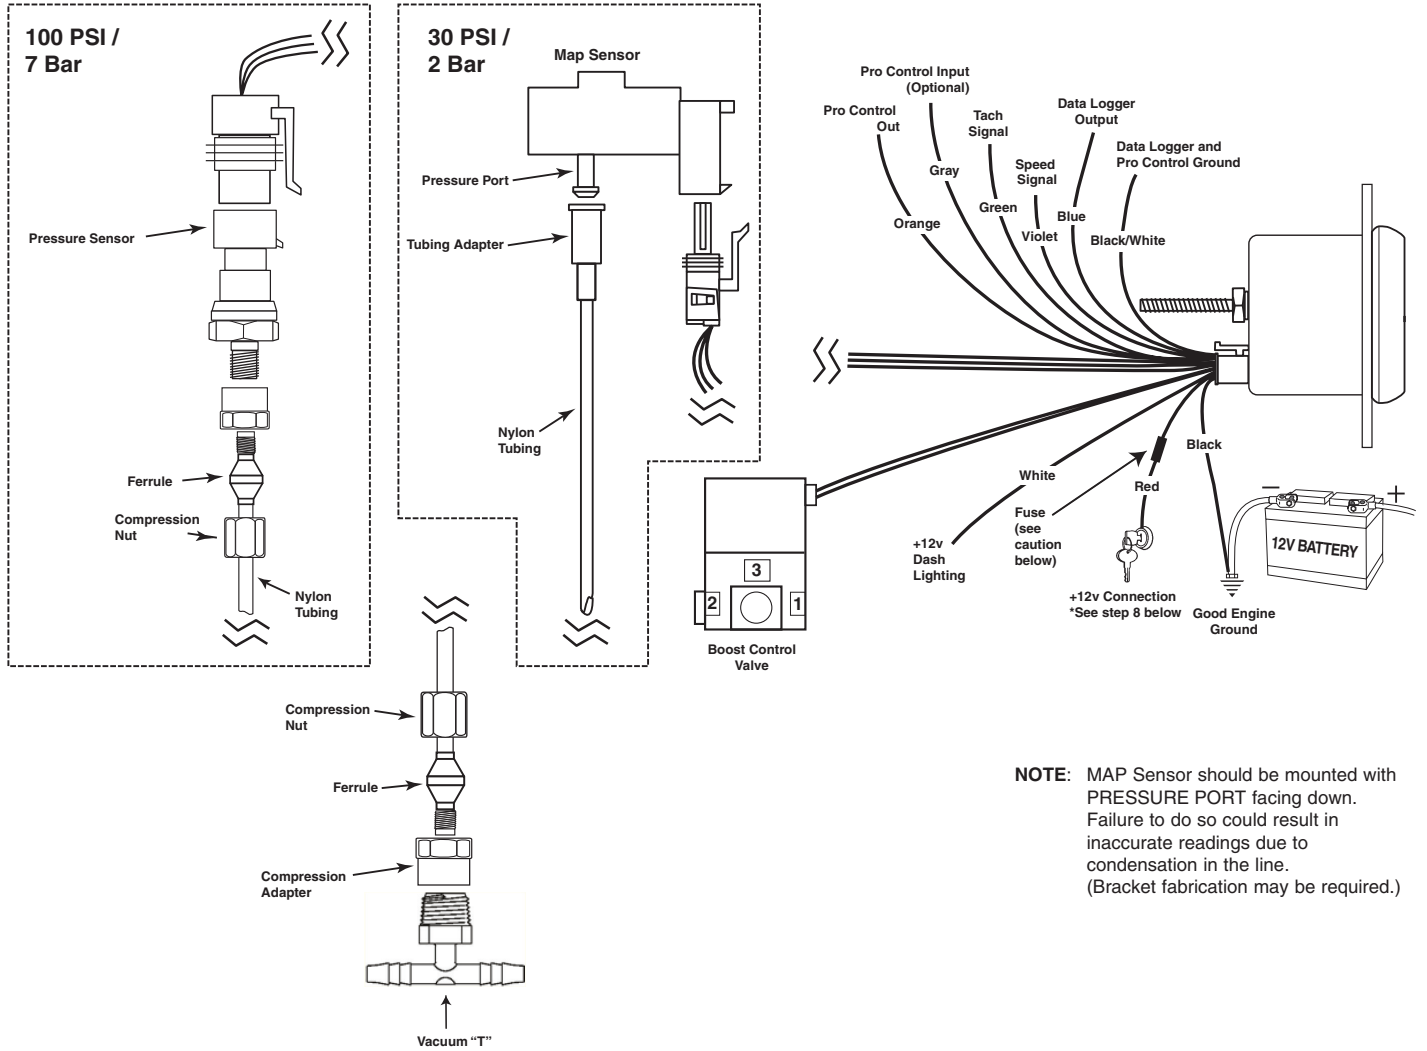 100 PSI /
7 Bar
Pressure Sensor
Ferrule
Compression
Nut
Nylon
Tubing
30 PSI /
2 Bar
Map Sensor
Pressure Port
Tubing Adapter
Nylon
Tubing
Compression
Nut
Ferrule
Compression
Adapter
Vacuum “T”
Pro Control Input
(Optional)
Pro Control
Out
Tach
Signal
Speed
Signal
Data Logger
Output
Data Logger and
Pro Control Ground
Orange
Gray
Green
Violet
Blue
Black/White
White
Red
Black
+12v
Dash
Lighting
Fuse
(see
caution
below)
+12v Connection
*See step 8 below
Good Engine
Ground
– +
12V BATTERY
3
2
1
Boost Control
Valve
NOTE: MAP Sensor should be mounted with
PRESSURE PORT facing down.
Failure to do so could result in
inaccurate readings due to
condensation in the line.
(Bracket fabrication may be required.)